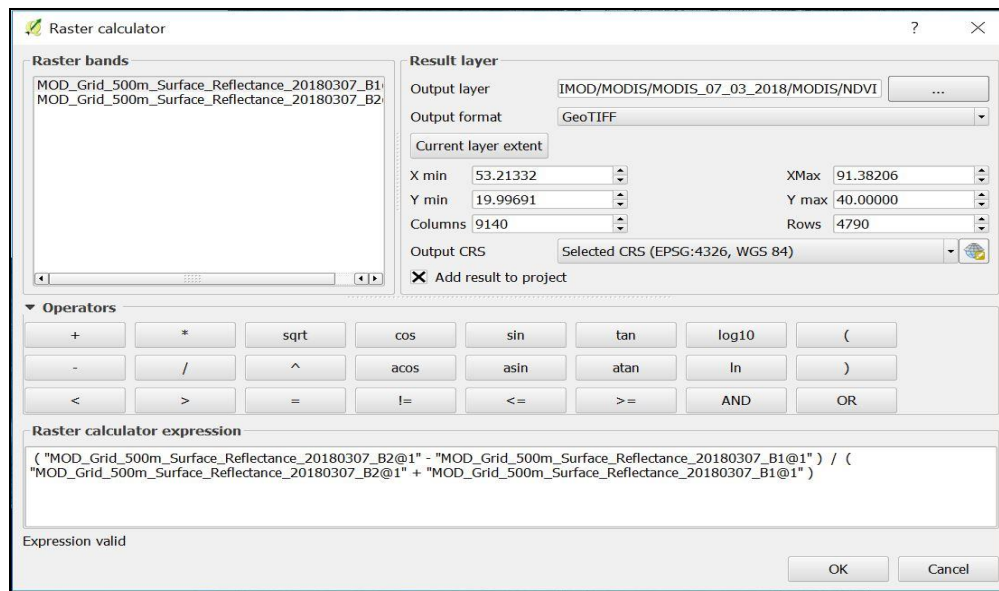 Raster calculator
?
Raster bands
MOD_Grid_500m_Surface_Reflectance_20180307_B1
MOD_Grid_500m_Surface_Reflectance_20180307_B2
Result layer
Output layer IMOD/MODIS/MODIS_07_03_2018/MODIS/NDVI ...
Output format GeoTIFF
Current layer extent
X min 53.21332 XMax 91.38206
Y min 19.99691 Y max 40.00000
Columns 9140 Rows 4790
Output CRS Selected CRS (EPSG:4326, WGS 84)
Add result to project
Operators
+ * sqrt cos sin tan log10 (
- / ^ acos asin atan ln )
< > = != <= >= AND OR
Raster calculator expression
( "MOD_Grid_500m_Surface_Reflectance_20180307_B2@1" - "MOD_Grid_500m_Surface_Reflectance_20180307_B1@1" ) / (
"MOD_Grid_500m_Surface_Reflectance_20180307_B2@1" + "MOD_Grid_500m_Surface_Reflectance_20180307_B1@1" )
Expression valid
OK Cancel